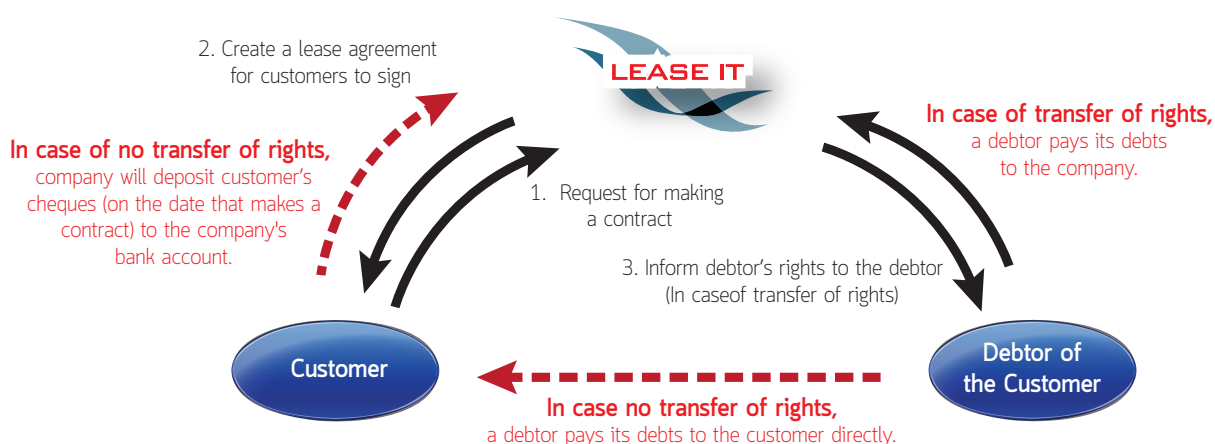 2. Create a lease agreement
for customers to sign
LEASE IT
In case of transfer of rights,
a debtor pays its debts
to the company.
In case of no transfer of rights,
company will deposit customer's
cheques (on the date that makes a
contract) to the company's
bank account.
1. Request for making
a contract
3. Inform debtor's rights to the debtor
(In caseof transfer of rights)
Customer
Debtor of
the Customer
In case no transfer of rights,
a debtor pays its debts to the customer directly.